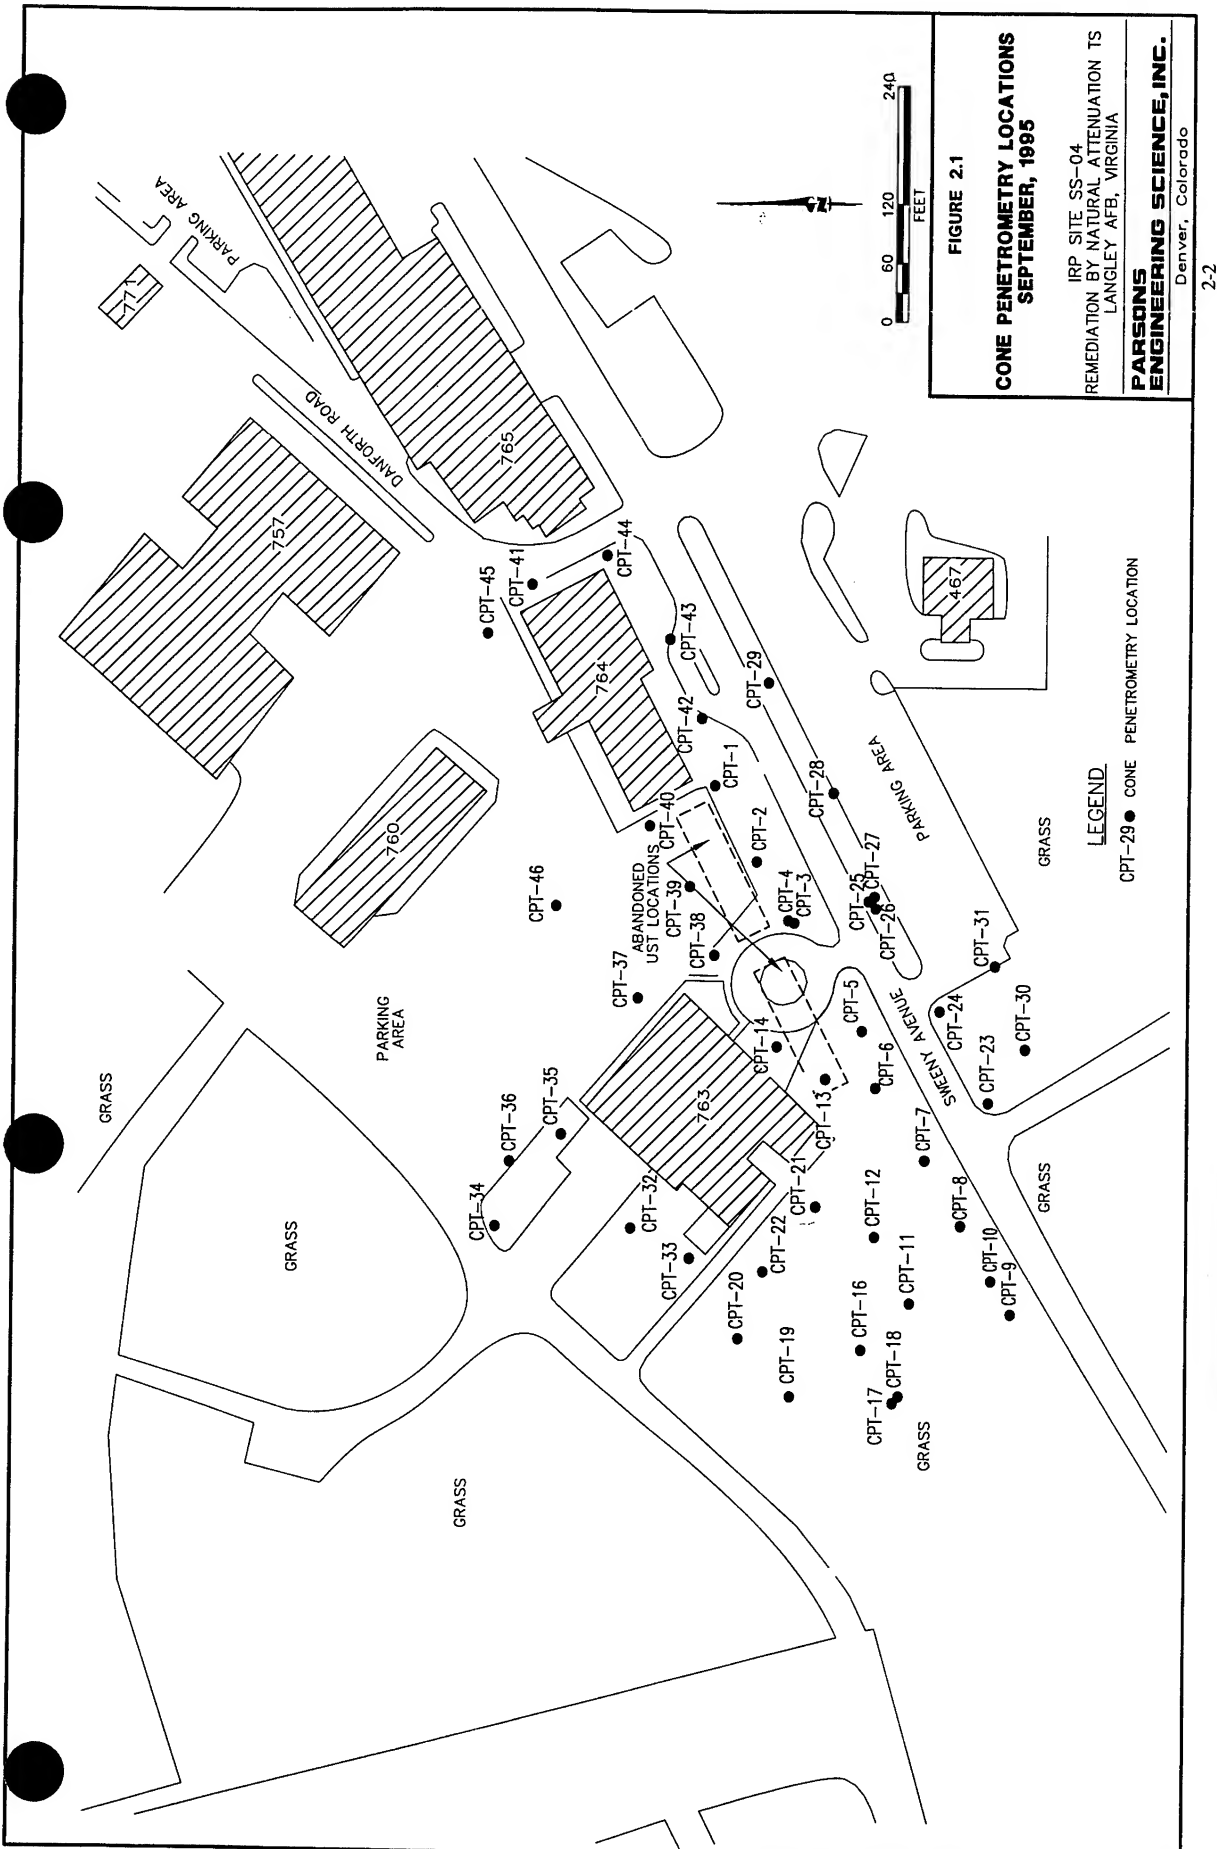 PARKING AREA
711
DANFORTH ROAD
757
765
GRASS
PARKING
AREA
760
CPT-46
CPT-45
CPT-41
CPT-44
764
CPT-43
CPT-42
CPT-29
CPT-1
CPT-40
CPT-2
ABANDONED
UST LOCATIONS
CPT-39
CPT-38
CPT-37
CPT-4
CPT-3
CPT-28
CPT-25
CPT-27
CPT-26
PARKING AREA
467
GRASS
CPT-36
CPT-35
CPT-34
763
CPT-14
CPT-13
CPT-5
CPT-6
SWEENY AVENUE
CPT-24
CPT-31
CPT-23
CPT-30
CPT-7
CPT-32
CPT-33
CPT-21
CPT-22
CPT-12
CPT-8
GRASS
CPT-20
CPT-11
CPT-10
CPT-9
CPT-19
CPT-16
CPT-18
CPT-17
GRASS
GRASS
GRASS
LEGEND
CPT-29 CONE PENETROMETRY LOCATION
N
0 60 120 240
FEET
FIGURE 2.1
CONE PENETROMETRY LOCATIONS
SEPTEMBER, 1995
IRP SITE SS-04
REMEDIATION BY NATURAL ATTENUATION TS
LANGLEY AFB, VIRGINIA
PARSONS
ENGINEERING SCIENCE, INC.
Denver, Colorado
2-2